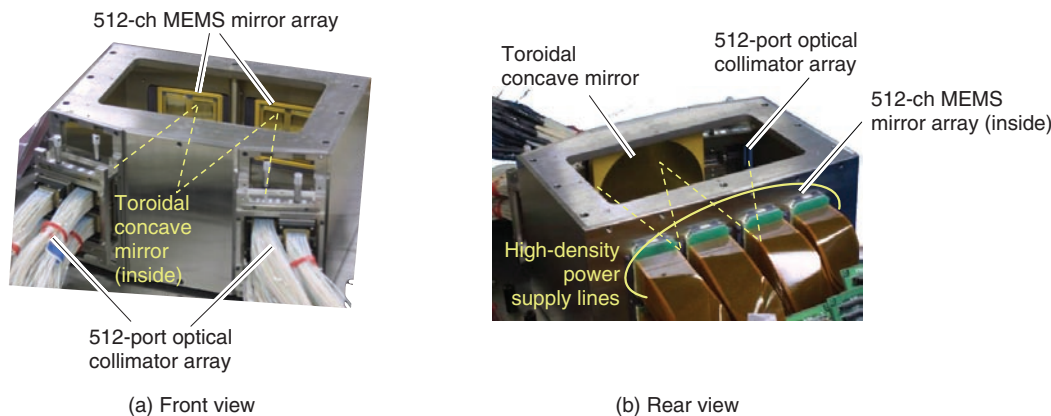 512-ch MEMS mirror array
Toroidal
concave
mirror
(inside)
512-port optical
collimator array
(a) Front view
Toroidal
concave mirror
512-port optical
collimator array
512-ch MEMS
mirror array (inside)
High-density
power
supply lines
(b) Rear view